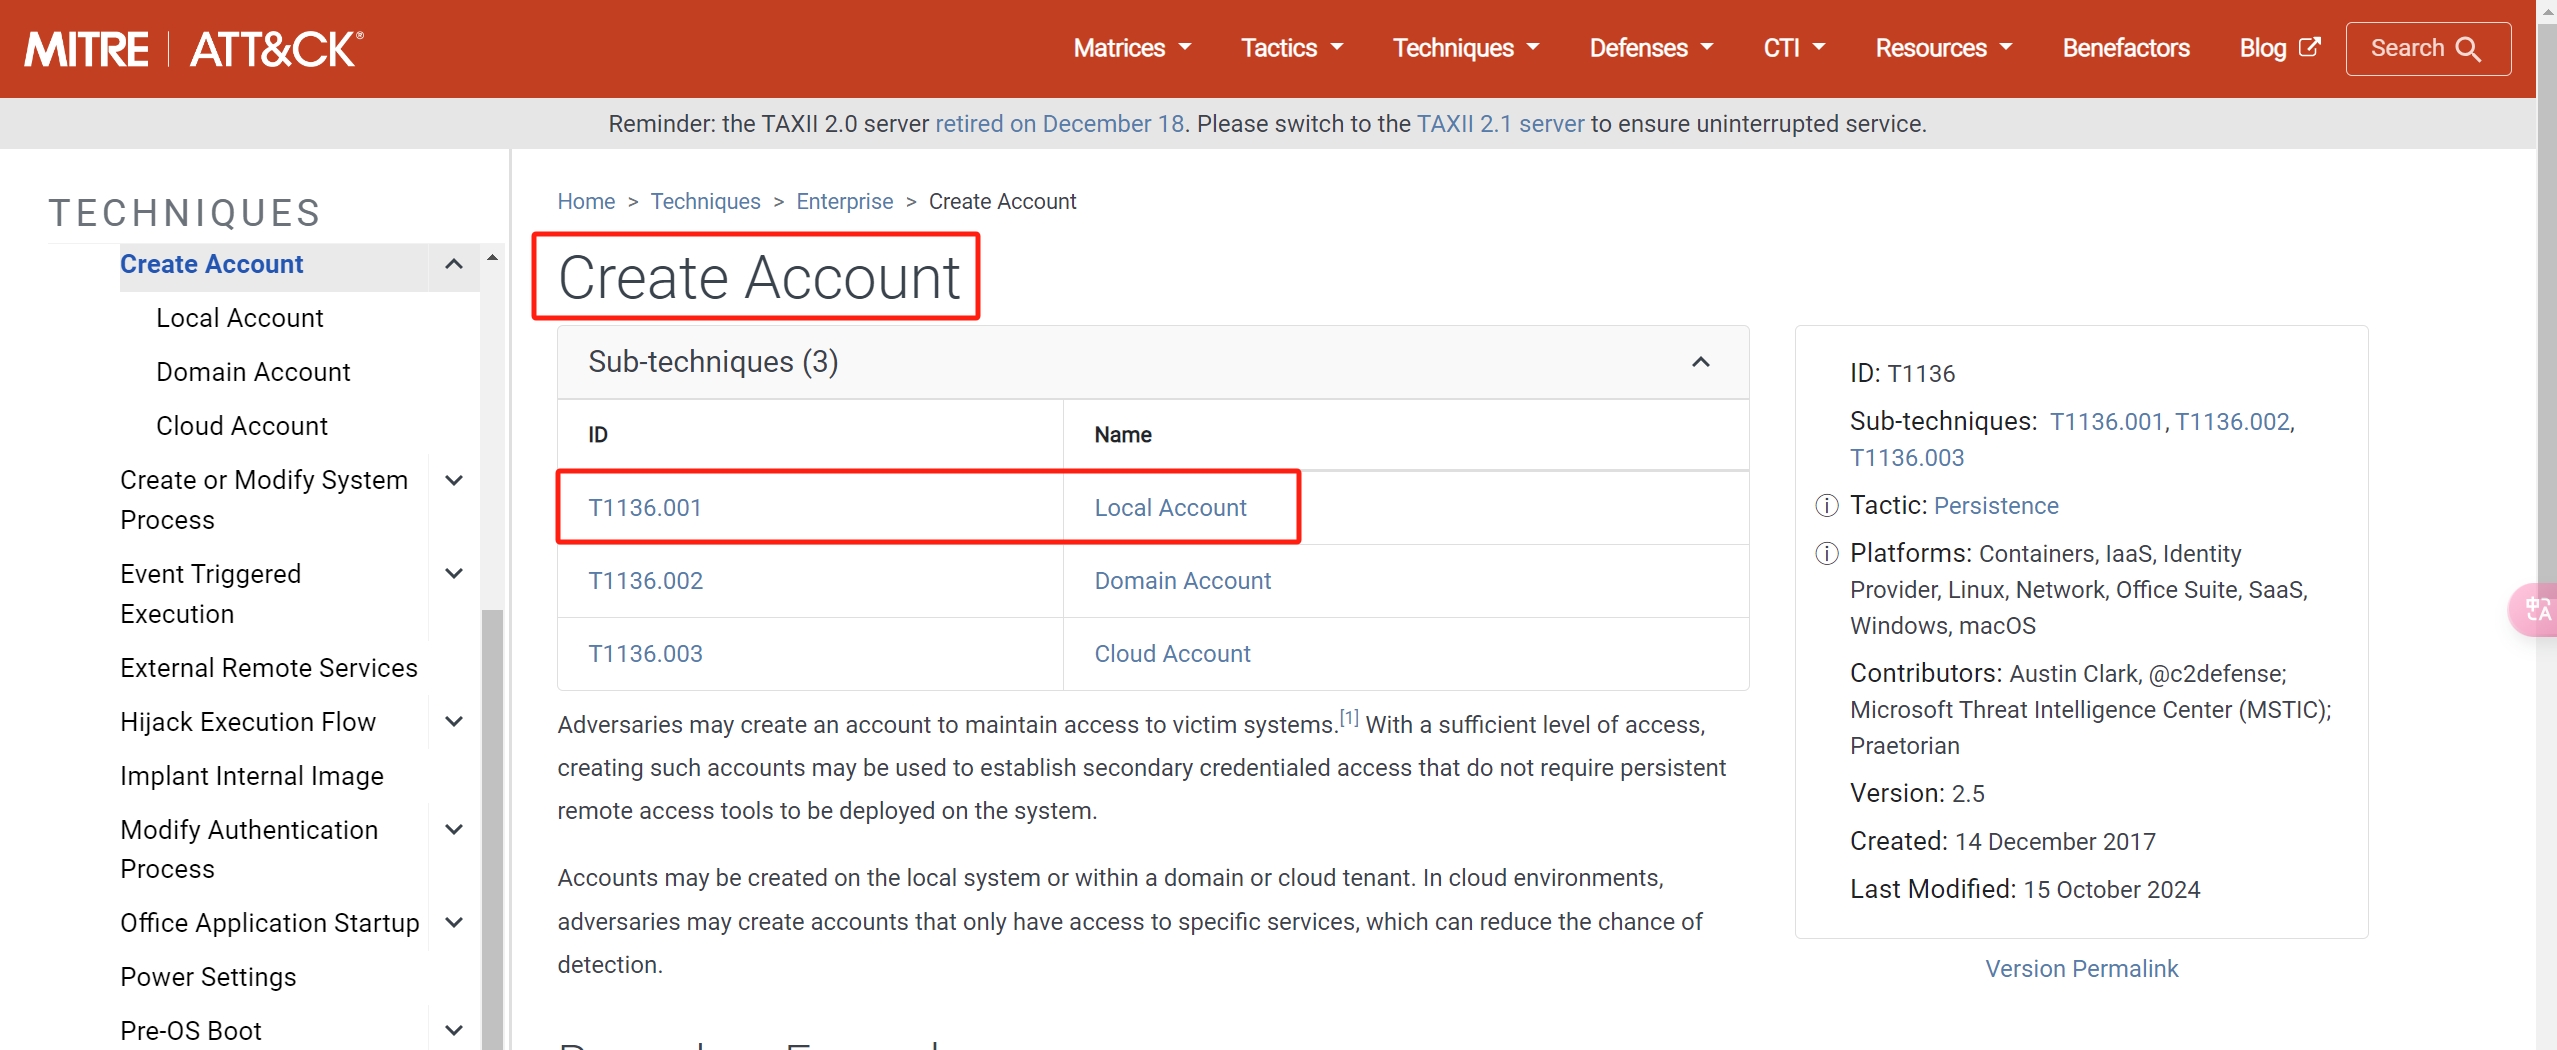 MITRE | ATT&CK®
Matrices
Tactics
Techniques
Defenses
CTI
Resources
Benefactors
Blog
Search
Reminder: the TAXII 2.0 server retired on December 18. Please switch to the TAXII 2.1 server to ensure uninterrupted service.
TECHNIQUES
Create Account
Local Account
Domain Account
Cloud Account
Create or Modify System
Process
Event Triggered
Execution
External Remote Services
Hijack Execution Flow
Implant Internal Image
Modify Authentication
Process
Office Application Startup
Power Settings
Pre-OS Boot
Home > Techniques > Enterprise > Create Account
Create Account
Sub-techniques (3)
ID Name
T1136.001 Local Account
T1136.002 Domain Account
T1136.003 Cloud Account
Adversaries may create an account to maintain access to victim systems.[1] With a sufficient level of access,
creating such accounts may be used to establish secondary credentialed access that do not require persistent
remote access tools to be deployed on the system.
Accounts may be created on the local system or within a domain or cloud tenant. In cloud environments,
adversaries may create accounts that only have access to specific services, which can reduce the chance of
detection.
ID: T1136
Sub-techniques: T1136.001, T1136.002,
T1136.003
Tactic: Persistence
Platforms: Containers, IaaS, Identity
Provider, Linux, Network, Office Suite, SaaS,
Windows, macOS
Contributors: Austin Clark, @c2defense;
Microsoft Threat Intelligence Center (MSTIC);
Praetorian
Version: 2.5
Created: 14 December 2017
Last Modified: 15 October 2024
Version Permalink
中A